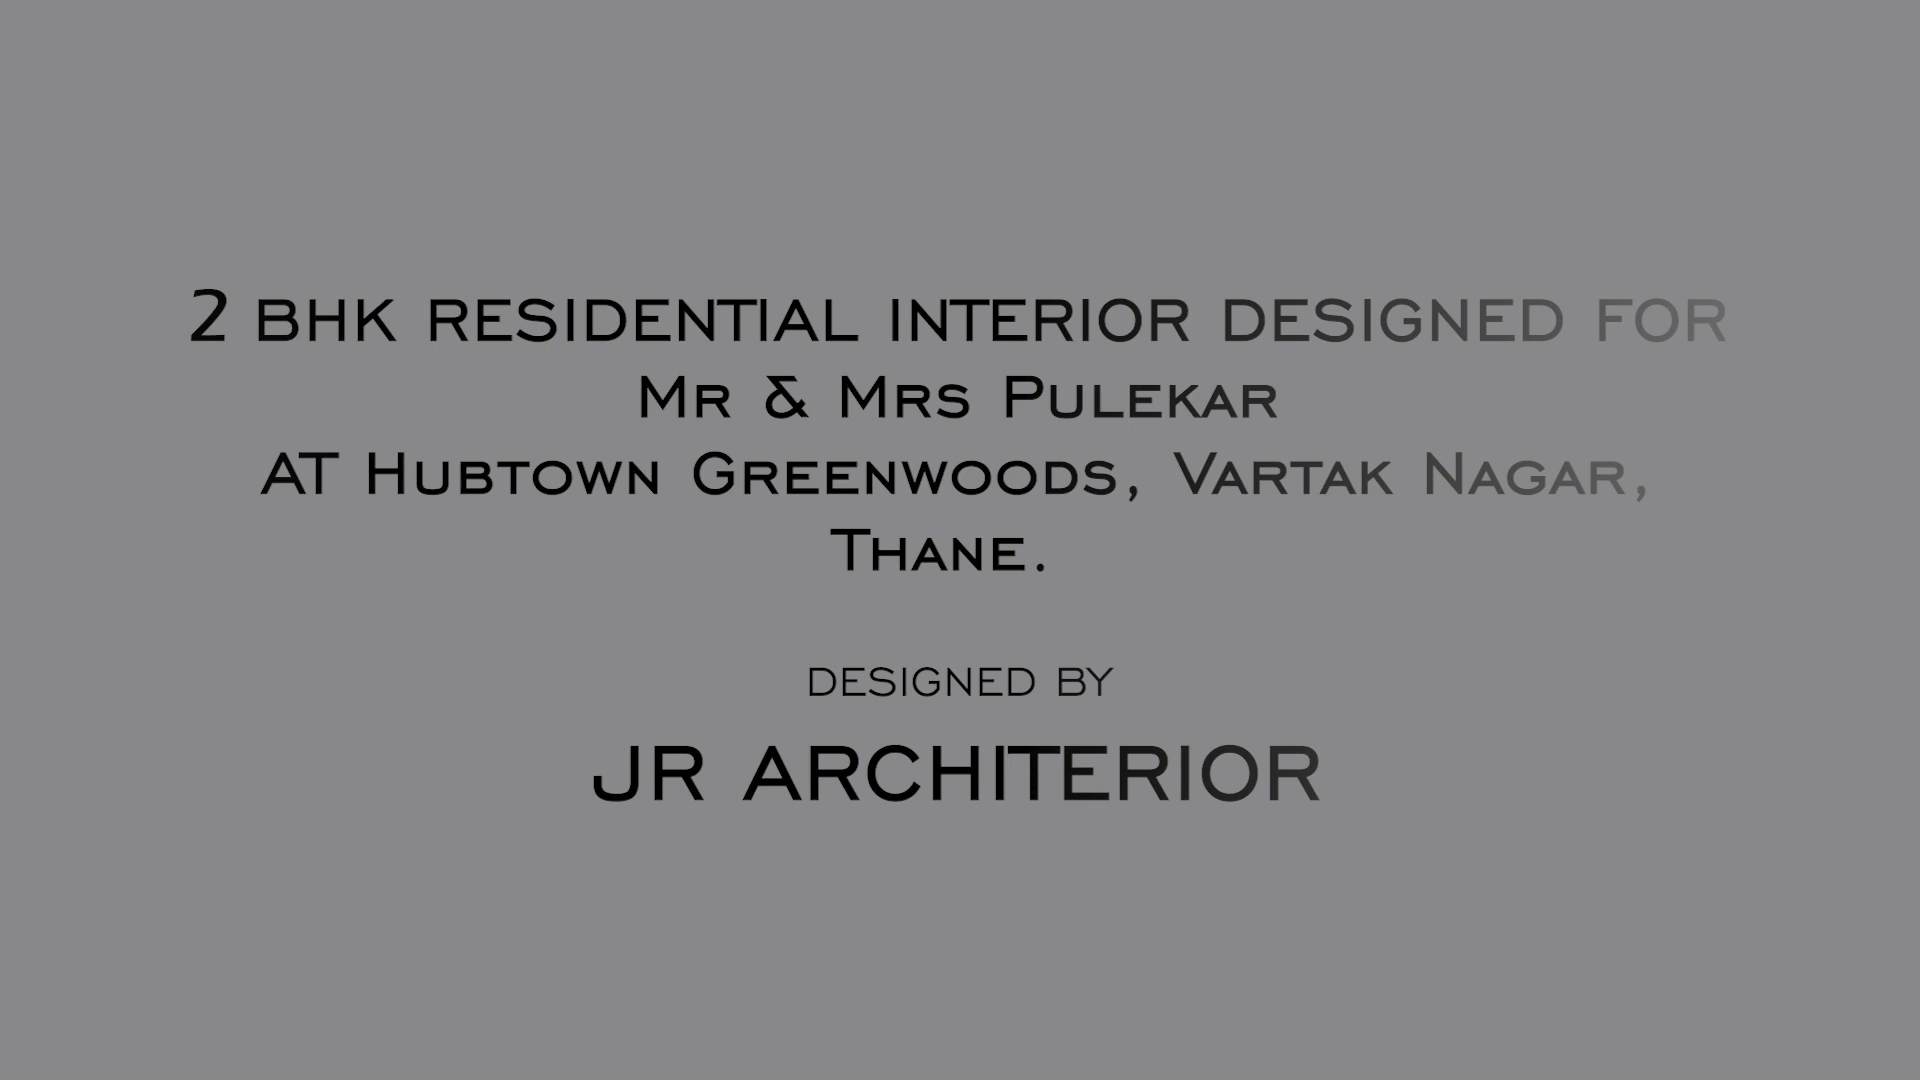 2 BHK RESIDENTIAL INTERIOR DESIGNED FOR
Mr & Mrs Pulekar
AT Hubtown Greenwoods, Vartak Nagar,
Thane.
DESIGNED BY
JR ARCHITERIOR